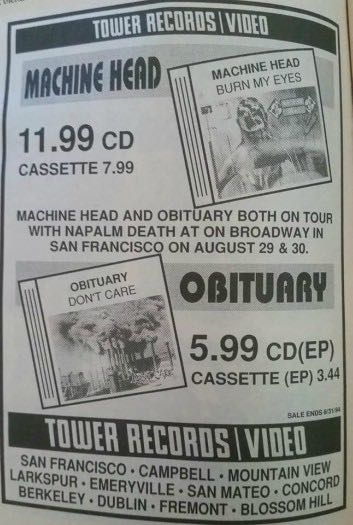 TOWER RECORDS | VIDEO
MACHINE HEAD
MACHINE HEAD
BURN MY EYES
11.99 CD
CASSETTE 7.99
MACHINE HEAD AND OBITUARY BOTH ON TOUR
WITH NAPALM DEATH AT ON BROADWAY IN
SAN FRANCISCO ON AUGUST 29 & 30.
OBITUARY
DON'T CARE
OBITUARY
5.99 CD(EP)
CASSETTE (EP) 3.44
SALE ENDS 8/31/94
TOWER RECORDS | VIDEO
SAN FRANCISCO · CAMPBELL · MOUNTAIN VIEW
LARKSPUR · EMERYVILLE · SAN MATEO · CONCORD
BERKELEY · DUBLIN · FREMONT · BLOSSOM HILL